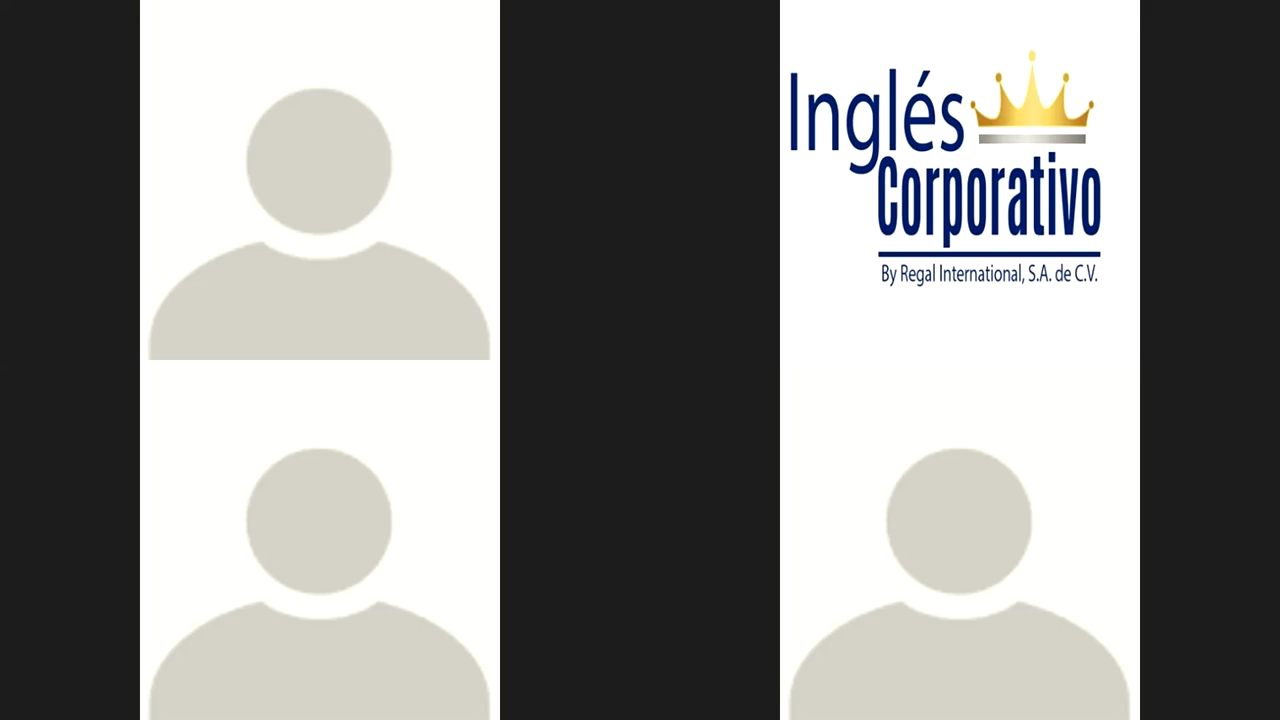 Inglés
Corporativo
By Regal International, S.A. de C.V.